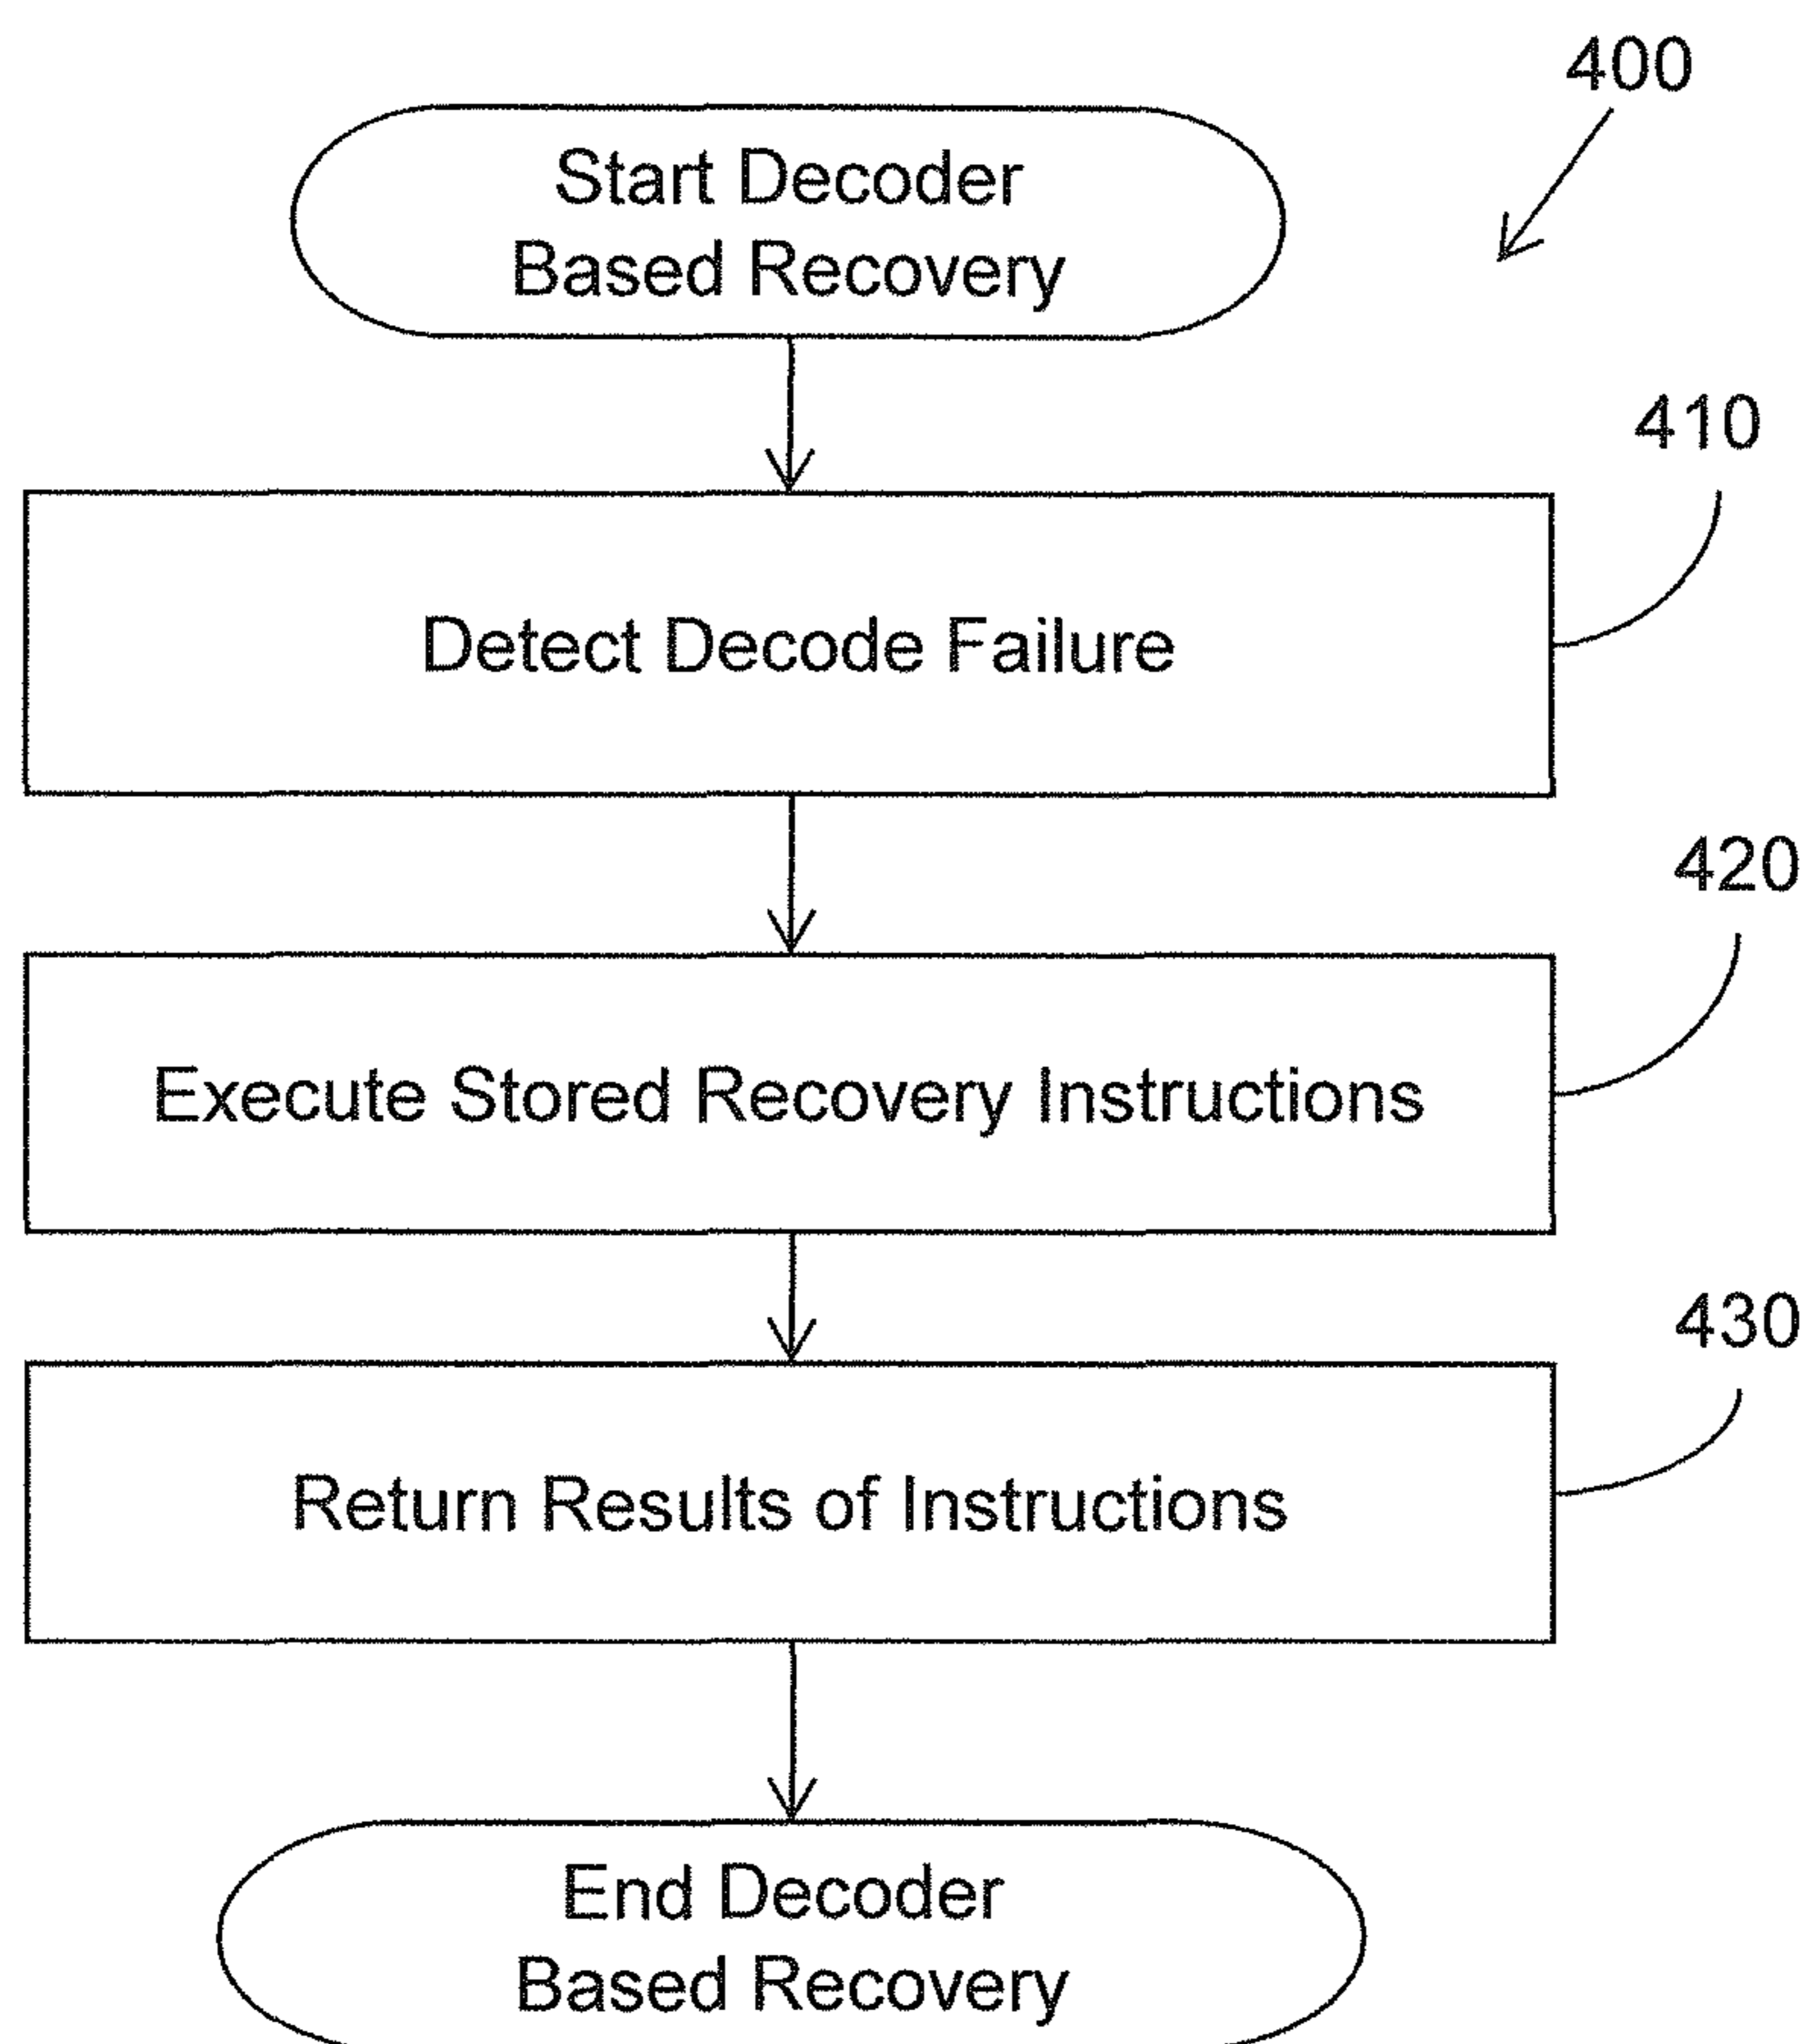 400
Start Decoder
Based Recovery
410
Detect Decode Failure
420
Execute Stored Recovery Instructions
430
Return Results of Instructions
End Decoder
Based Recovery